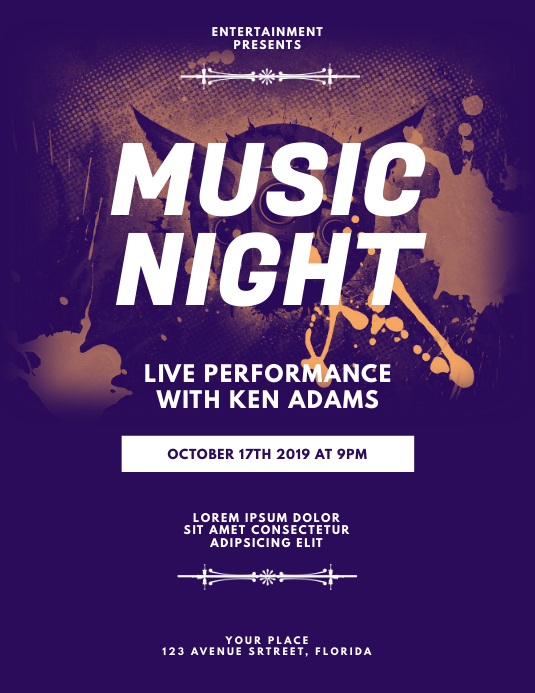 ENTERTAINMENT
PRESENTS
MUSIC
NIGHT
LIVE PERFORMANCE
WITH KEN ADAMS
OCTOBER 17TH 2019 AT 9PM
LOREM IPSUM DOLOR
SIT AMET CONSECTETUR
ADIPSICING ELIT
YOUR PLACE
123 AVENUE SRTREET, FLORIDA